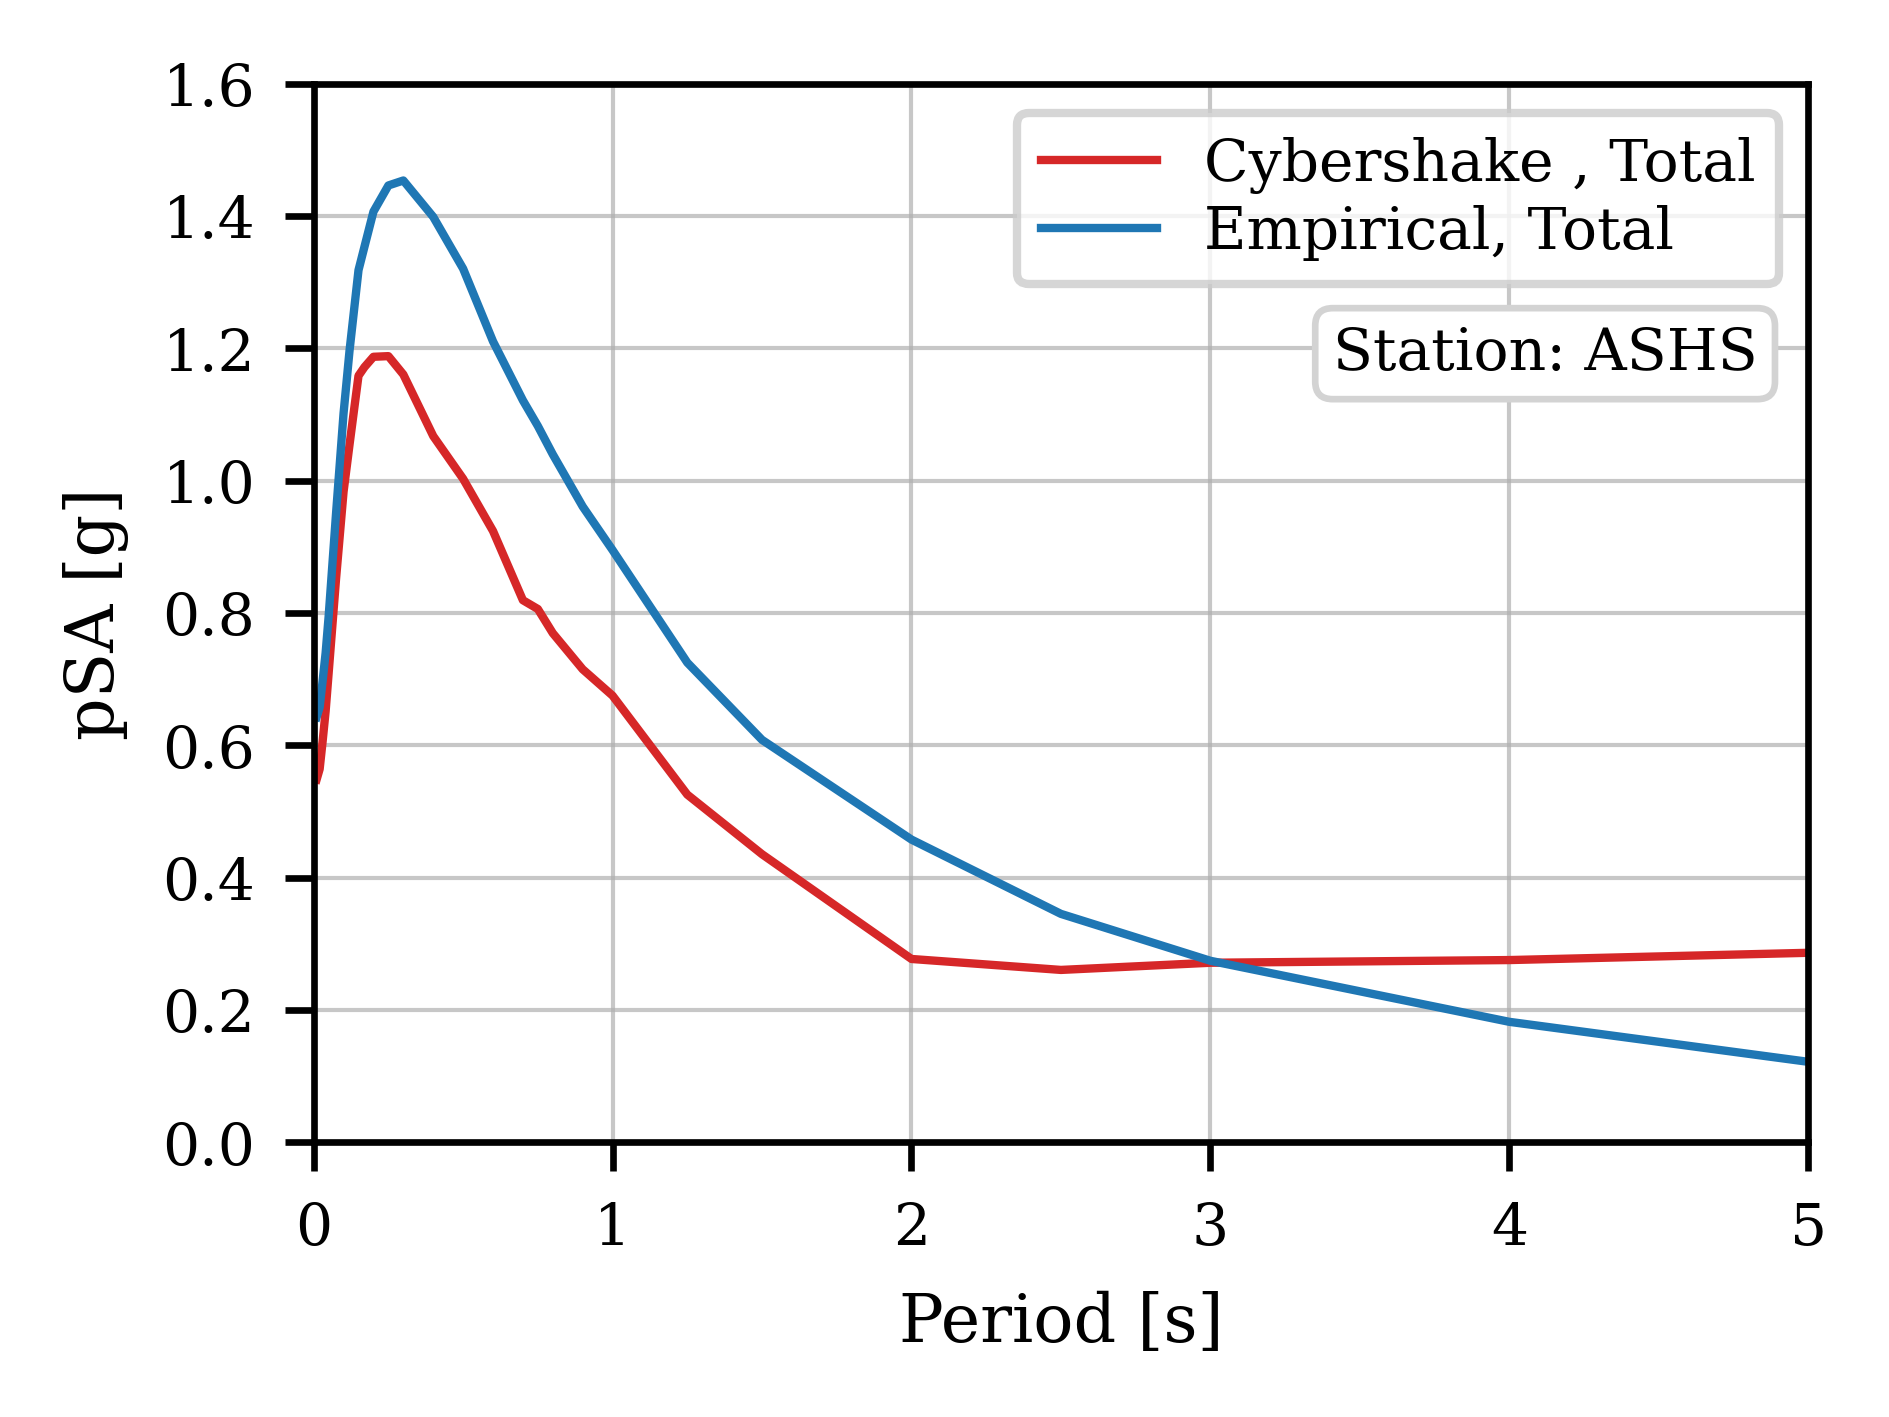 1.6
1.4
1.2
1.0
0.8
0.6
0.4
0.2
0.0
pSA [g]
Cybershake , Total
Empirical, Total
Station: ASHS
0 1 2 3 4 5
Period [s]